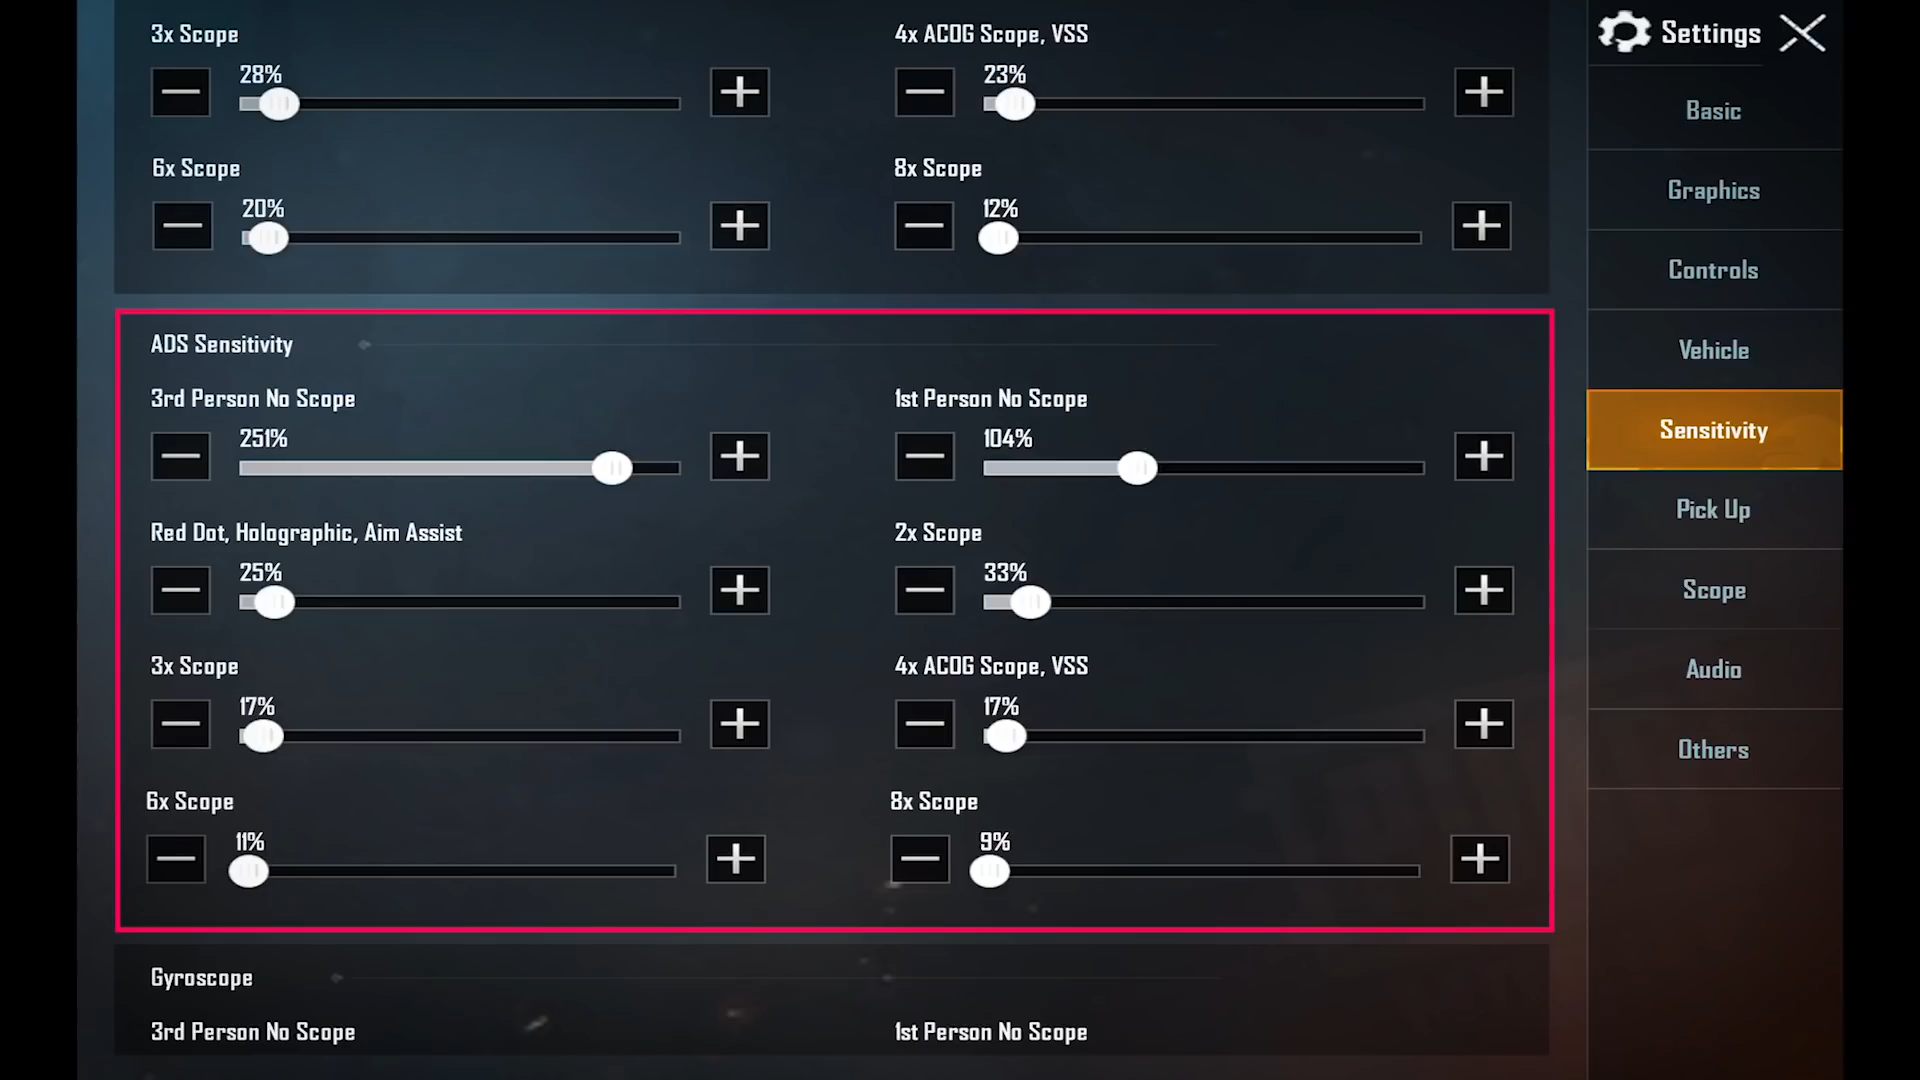 3x Scope
28%
4x ACOG Scope, VSS
23%
6x Scope
20%
8x Scope
12%
ADS Sensitivity
3rd Person No Scope
251%
1st Person No Scope
104%
Red Dot, Holographic, Aim Assist
25%
2x Scope
33%
3x Scope
17%
4x ACOG Scope, VSS
17%
6x Scope
11%
8x Scope
9%
Gyroscope
3rd Person No Scope
1st Person No Scope
Settings
Basic
Graphics
Controls
Vehicle
Sensitivity
Pick Up
Scope
Audio
Others